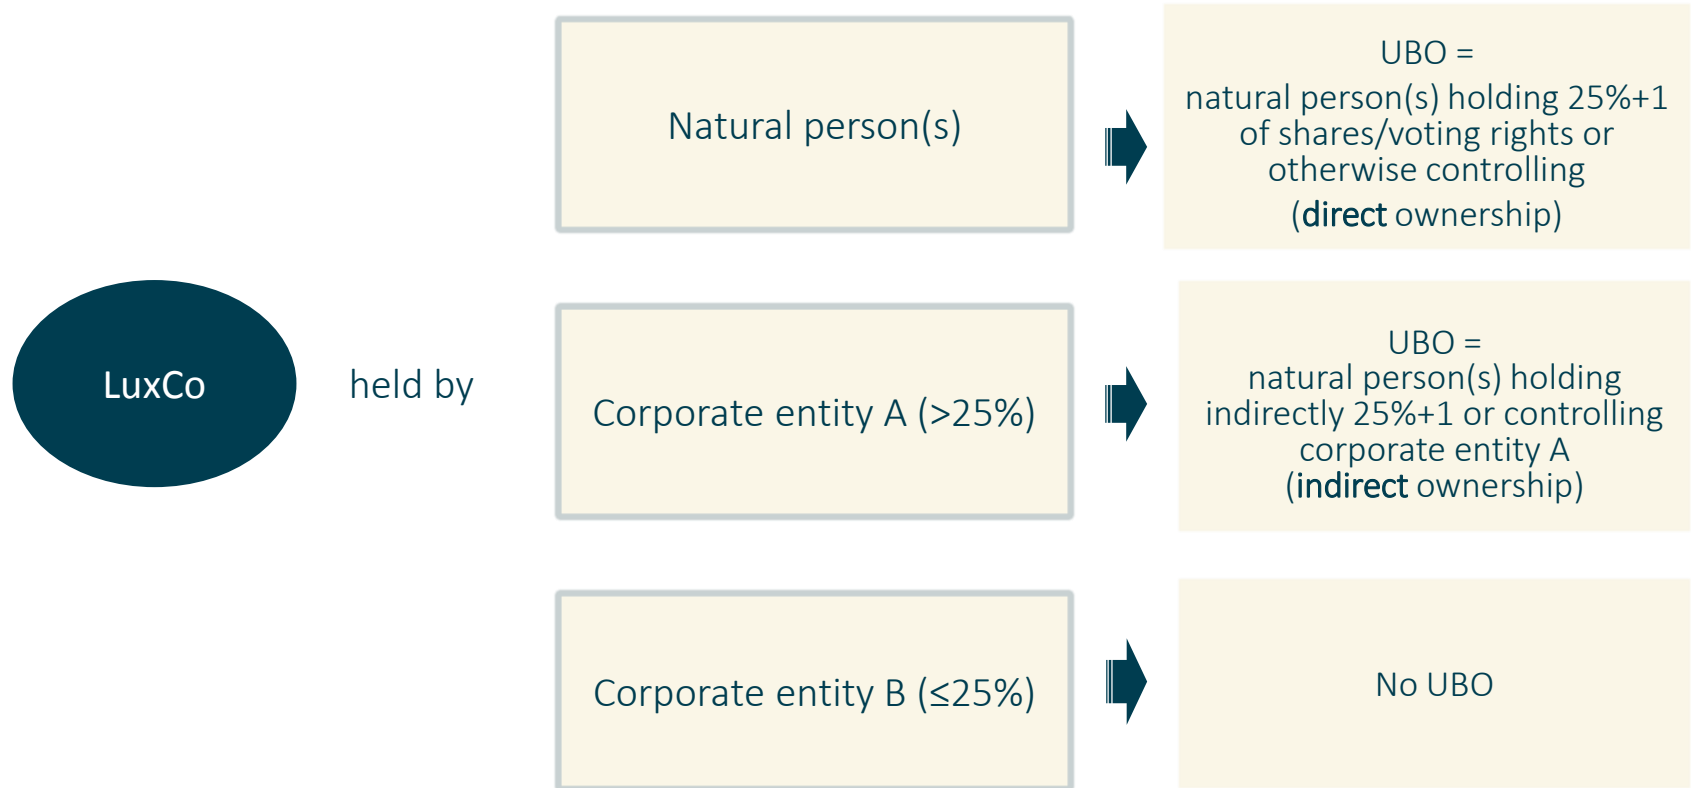 LuxCo
held by
Natural person(s)
UBO =
natural person(s) holding 25%+1
of shares/voting rights or
otherwise controlling
(direct ownership)
Corporate entity A (>25%)
UBO =
natural person(s) holding
indirectly 25%+1 or controlling
corporate entity A
(indirect ownership)
Corporate entity B (≤25%)
No UBO